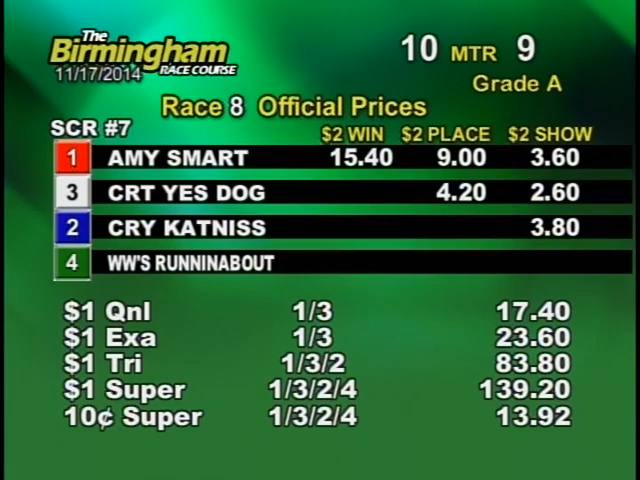 The
Birmingham
RACE COURSE
11/17/2014
10 MTR 9
Grade A
Race 8 Official Prices
SCR #7
$2 WIN $2 PLACE $2 SHOW
1 AMY SMART 15.40 9.00 3.60
3 CRT YES DOG 4.20 2.60
2 CRY KATNISS 3.80
4 WW'S RUNNINABOUT
$1 Qnl 1/3 17.40
$1 Exa 1/3 23.60
$1 Tri 1/3/2 83.80
$1 Super 1/3/2/4 139.20
10¢ Super 1/3/2/4 13.92